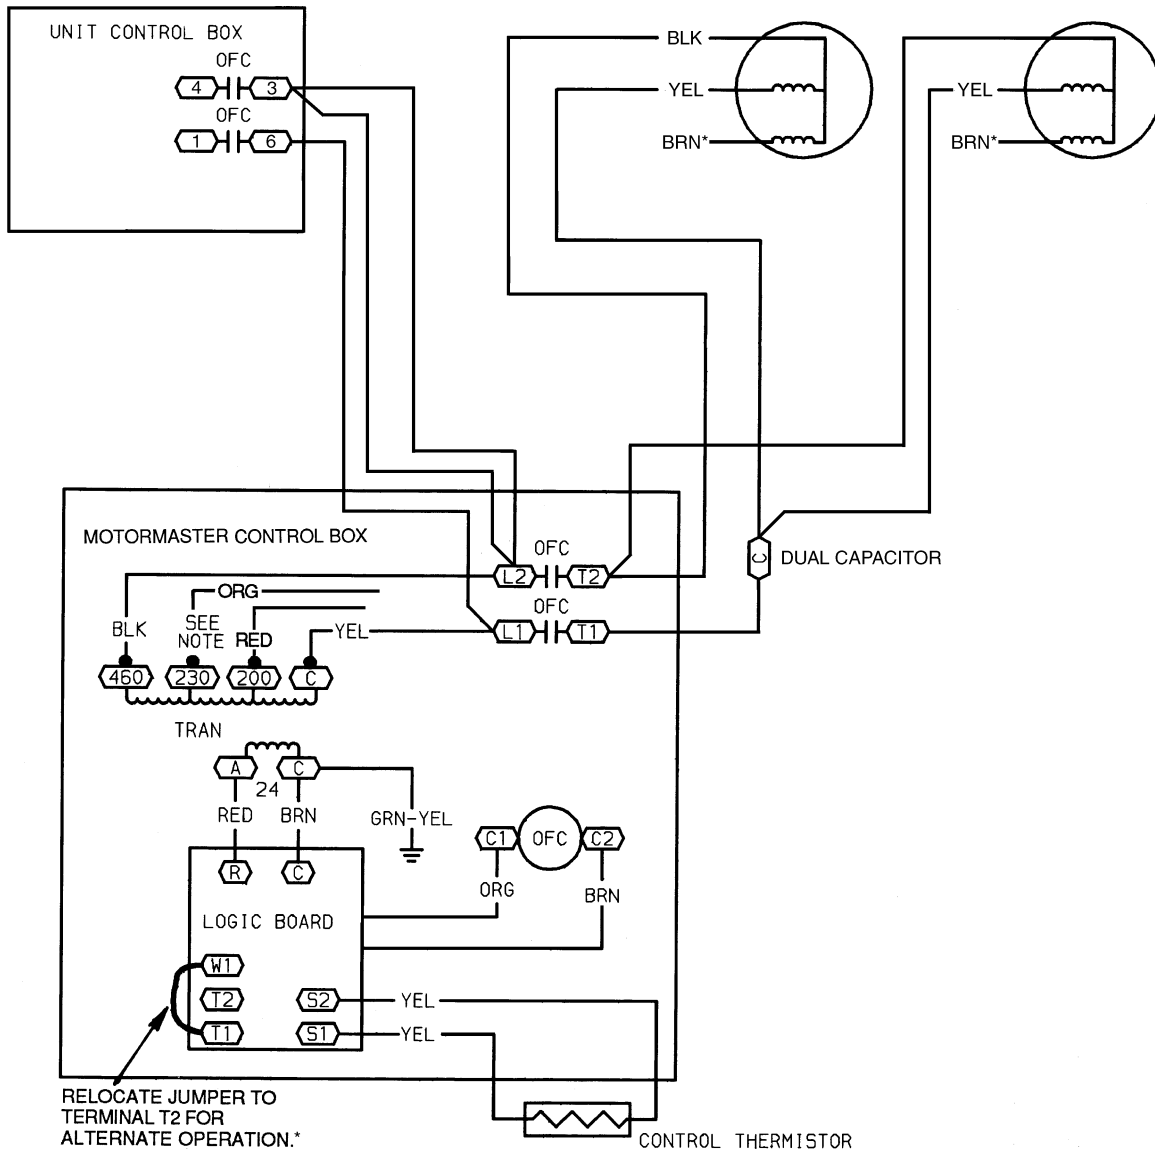 UNIT CONTROL BOX
OFC
4 3
OFC
1 6
BLK
YEL
BRN*
YEL
BRN*
MOTORMASTER CONTROL BOX
OFC
L2 T2
OFC
L1 T1
C
DUAL CAPACITOR
BLK
ORG
SEE
NOTE
RED
YEL
460 230 200 C
TRAN
A C
24
RED BRN
GRN-YEL
R C
LOGIC BOARD
C1 OFC C2
ORG
BRN
W1
T2
T1
S2 YEL
S1 YEL
RELOCATE JUMPER TO
TERMINAL T2 FOR
ALTERNATE OPERATION.*
CONTROL THERMISTOR